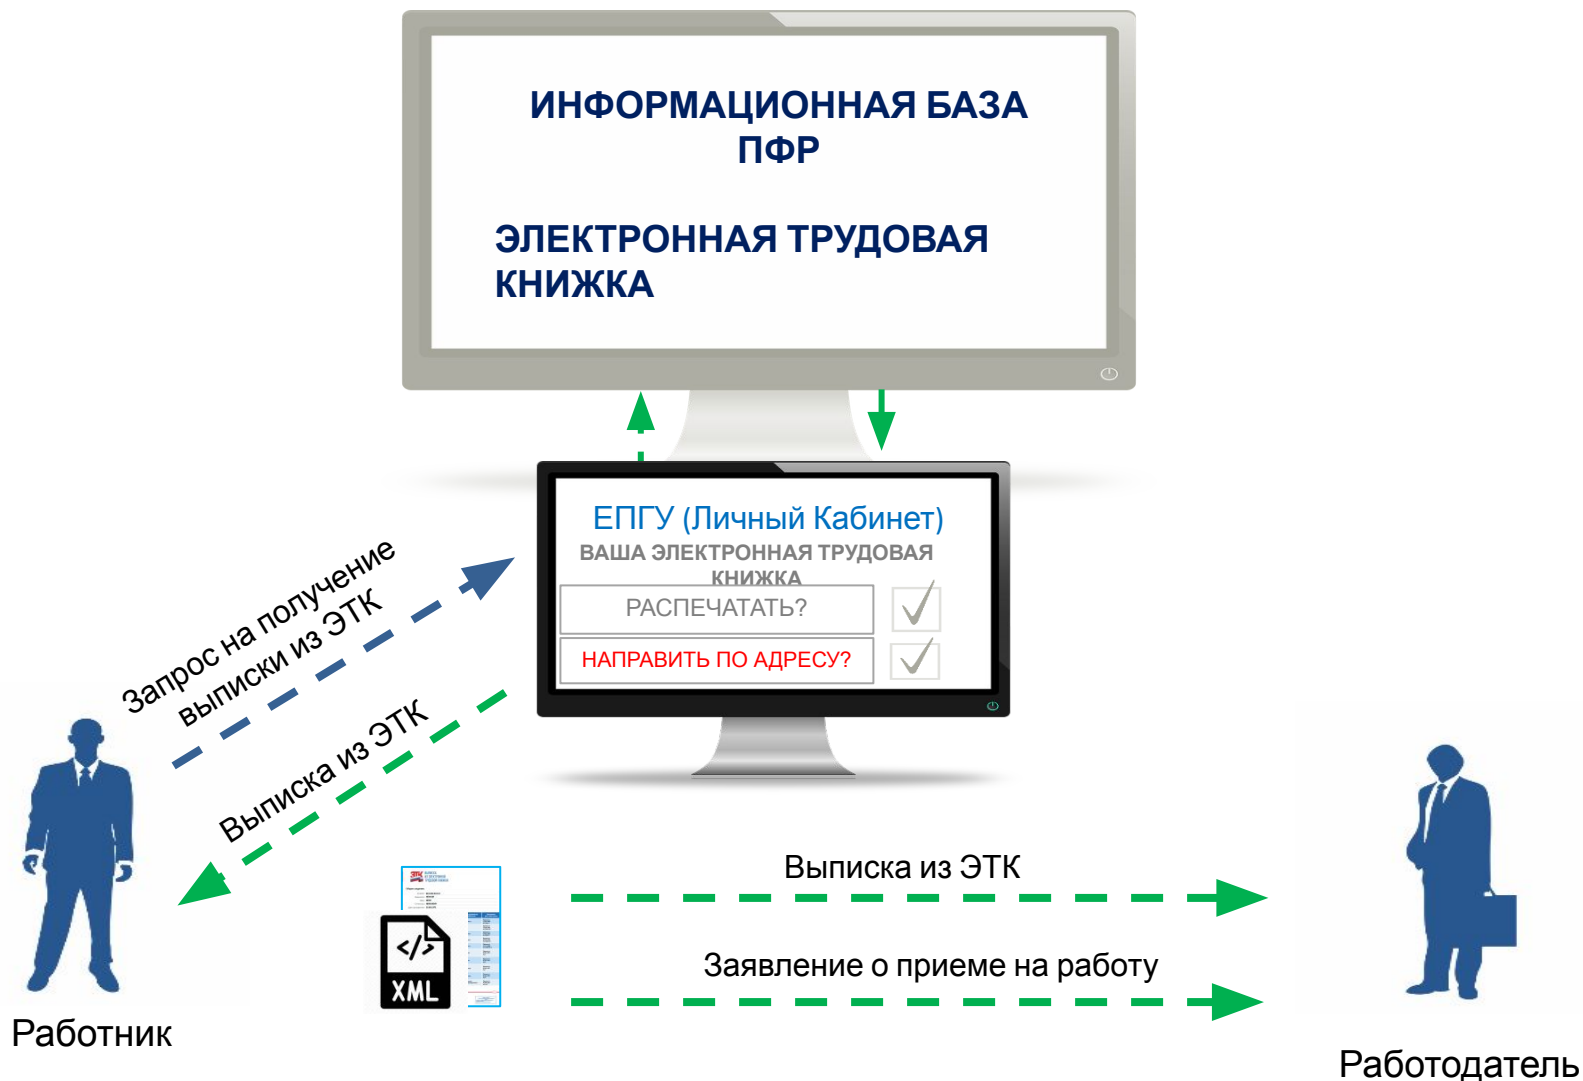 ИНФОРМАЦИОННАЯ БАЗА
ПФР
ЭЛЕКТРОННАЯ ТРУДОВАЯ
КНИЖКА
ЕПГУ (Личный Кабинет)
ВАША ЭЛЕКТРОННАЯ ТРУДОВАЯ
КНИЖКА
РАСПЕЧАТАТЬ?
НАПРАВИТЬ ПО АДРЕСУ?
Запрос на получение
выписки из ЭТК
Выписка из ЭТК
Выписка из ЭТК
Заявление о приеме на работу
ЭТК
</>
XML
Работник
Работодатель